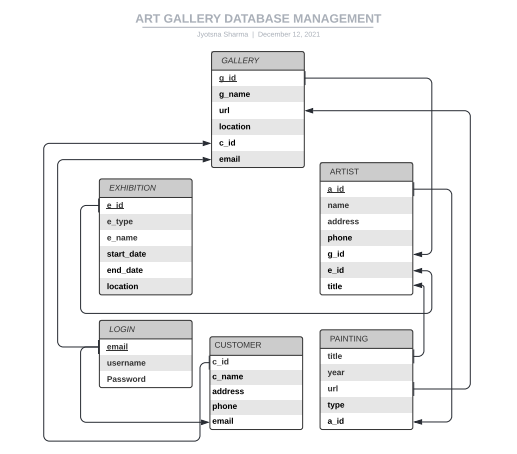 ART GALLERY DATABASE MANAGEMENT
Jyotsna Sharma | December 12, 2021
GALLERY
g_id
g_name
url
location
c_id
email
ARTIST
a_id
name
address
phone
g_id
e_id
title
EXHIBITION
e_id
e_type
e_name
start_date
end_date
location
LOGIN
email
username
Password
CUSTOMER
c_id
c_name
address
phone
email
PAINTING
title
year
url
type
a_id